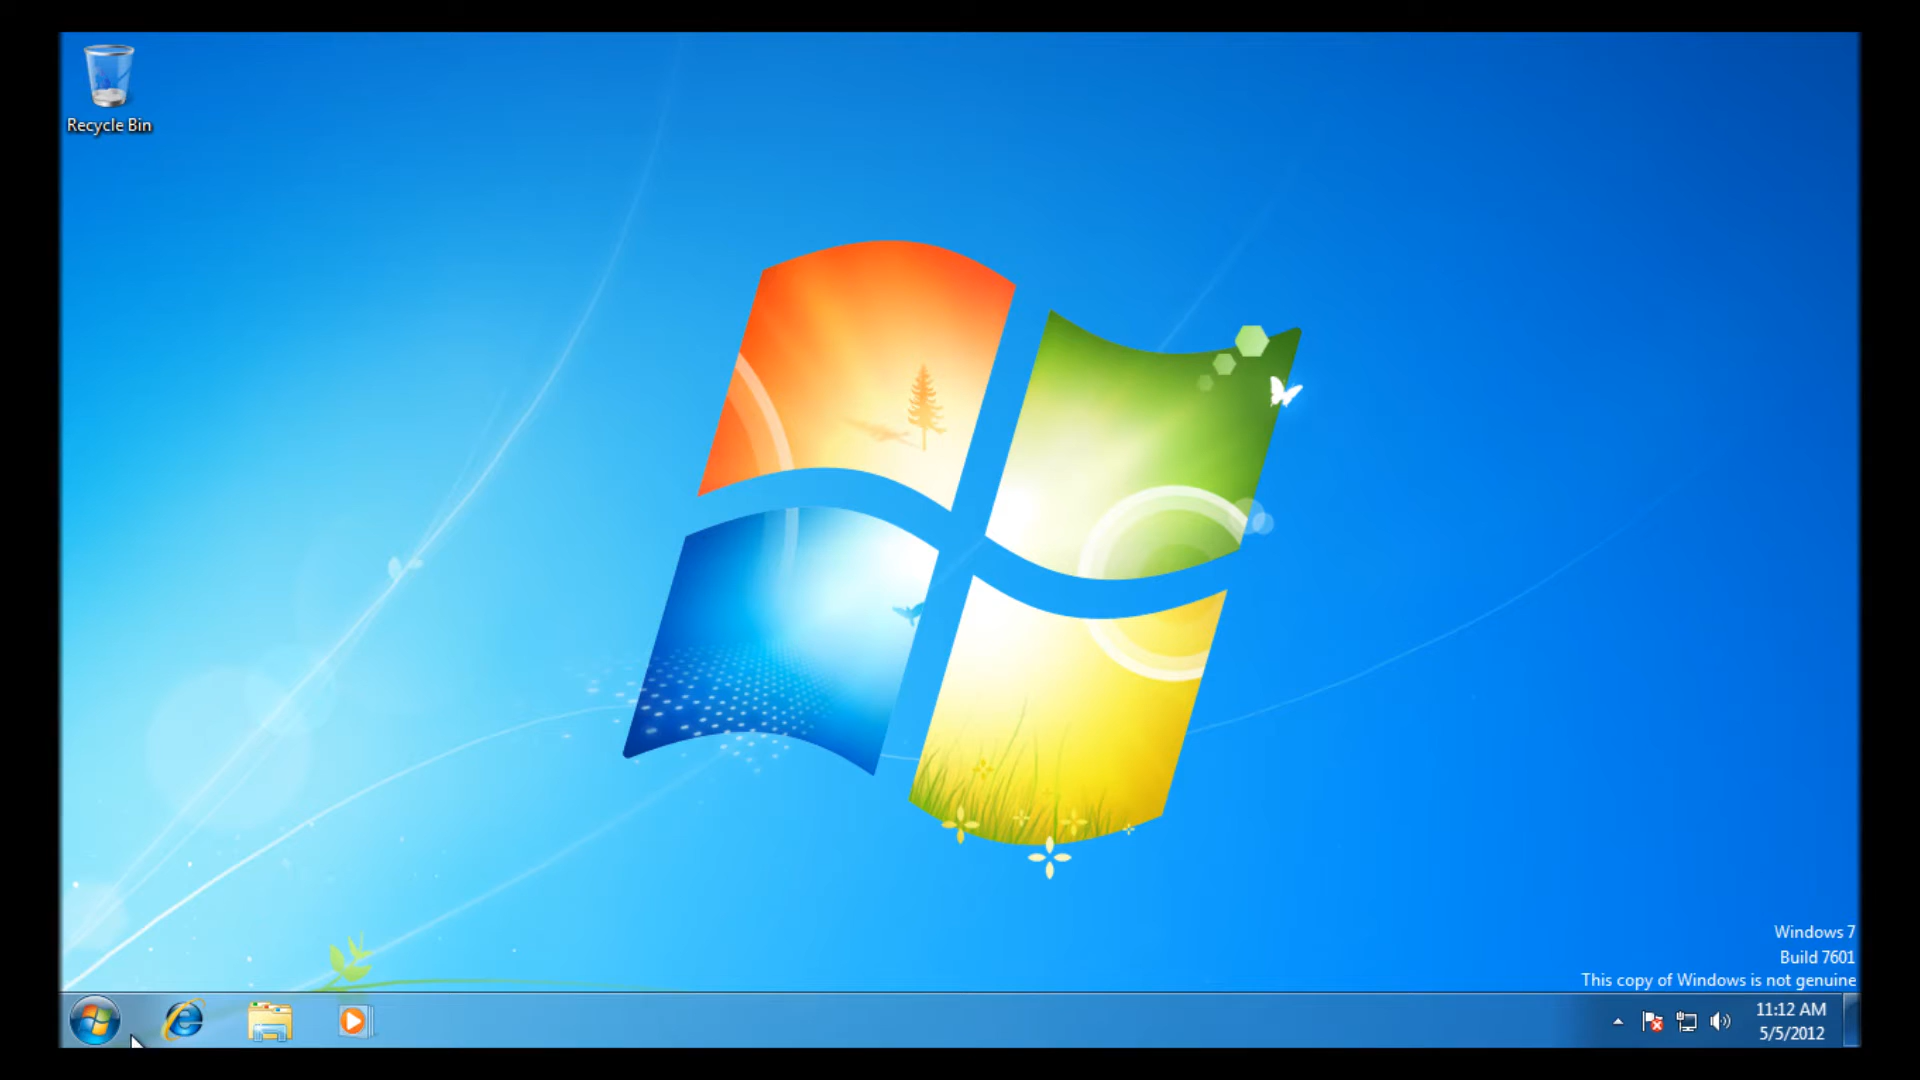 Recycle Bin
Windows 7
Build 7601
This copy of Windows is not genuine
11:12 AM
5/5/2012